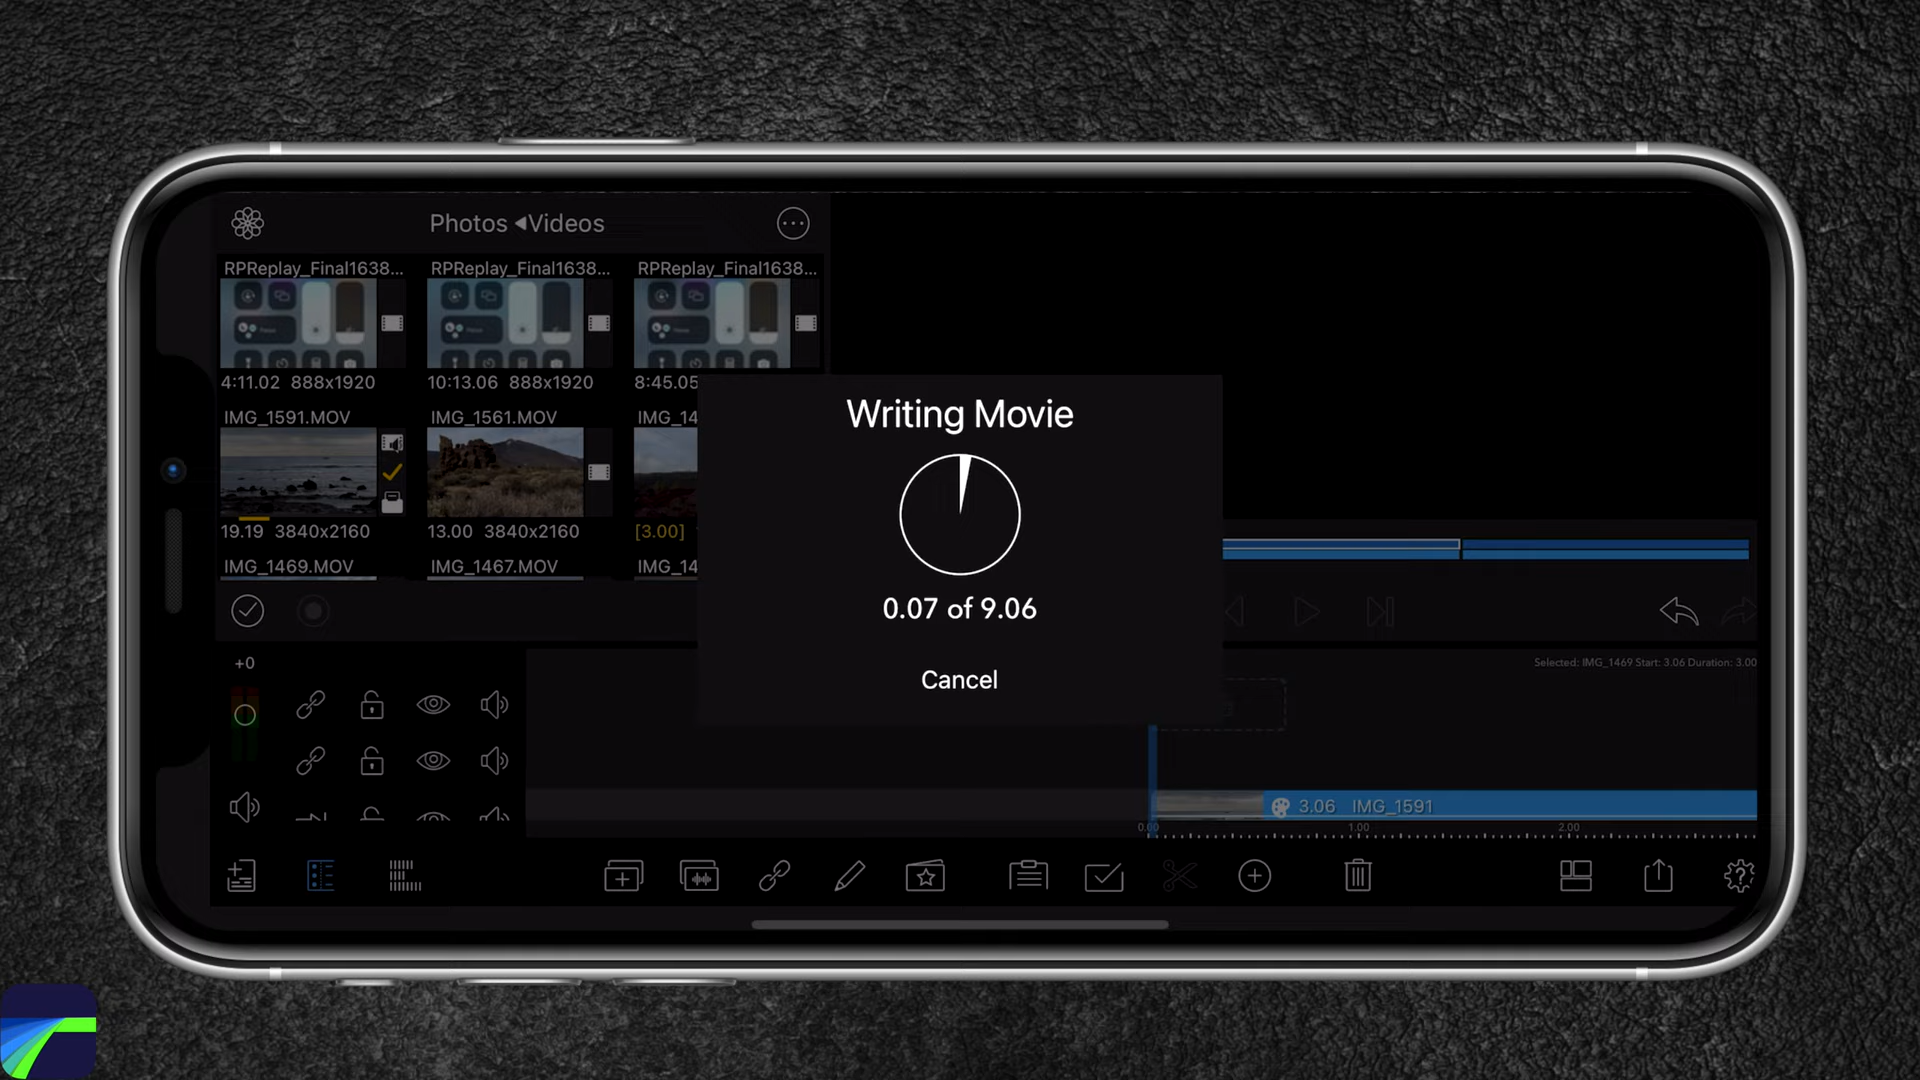 Photos ◀Videos
RPReplay_Final1638... RPReplay_Final1638... RPReplay_Final1638...
4:11.02 888x1920 10:13.06 888x1920 8:45.05
IMG_1591.MOV IMG_1561.MOV IMG_14
19.19 3840x2160 13.00 3840x2160 [3.00]
IMG_1469.MOV IMG_1467.MOV IMG_14
Writing Movie
0.07 of 9.06
Cancel
+0
Selected: IMG_1469 Start: 3.06 Duration: 3.00
3.06 IMG_1591
0.00 1.00 2.00